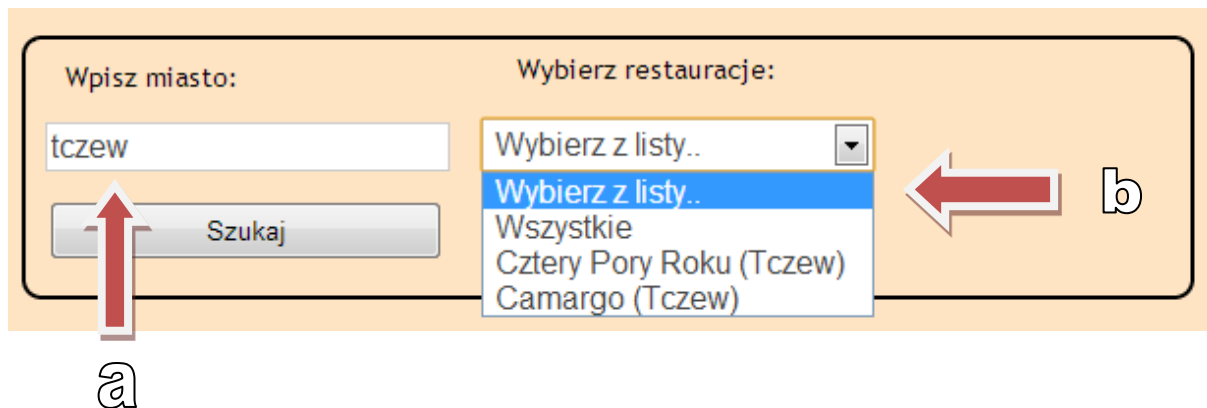 Wpisz miasto:
Wybierz restauracje:
tczew
Wybierz z listy..
Wybierz z listy..
Wszystkie
Cztery Pory Roku (Tczew)
Camargo (Tczew)
Szukaj
a
b